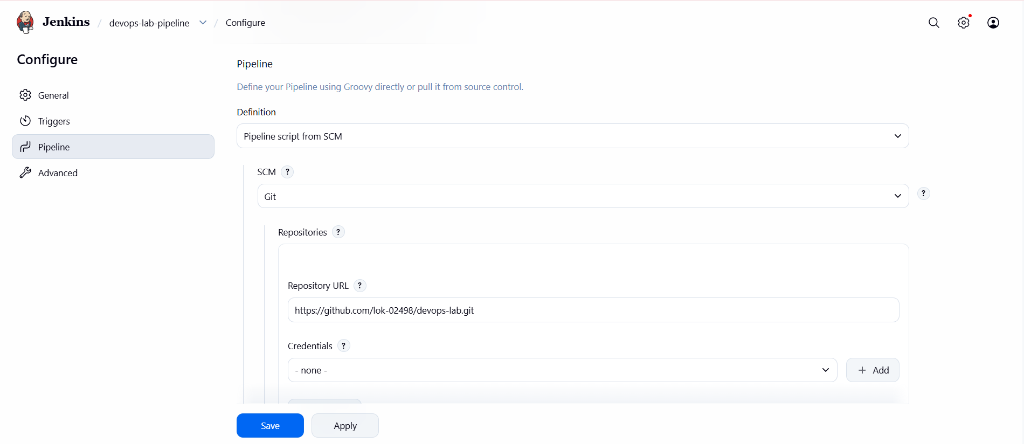 Jenkins / devops-lab-pipeline / Configure
Configure
General
Triggers
Pipeline
Advanced
Pipeline
Define your Pipeline using Groovy directly or pull it from source control.
Definition
Pipeline script from SCM
SCM ?
Git
?
Repositories ?
Repository URL ?
https://github.com/lok-02498/devops-lab.git
Credentials ?
- none -
+ Add
Save
Apply